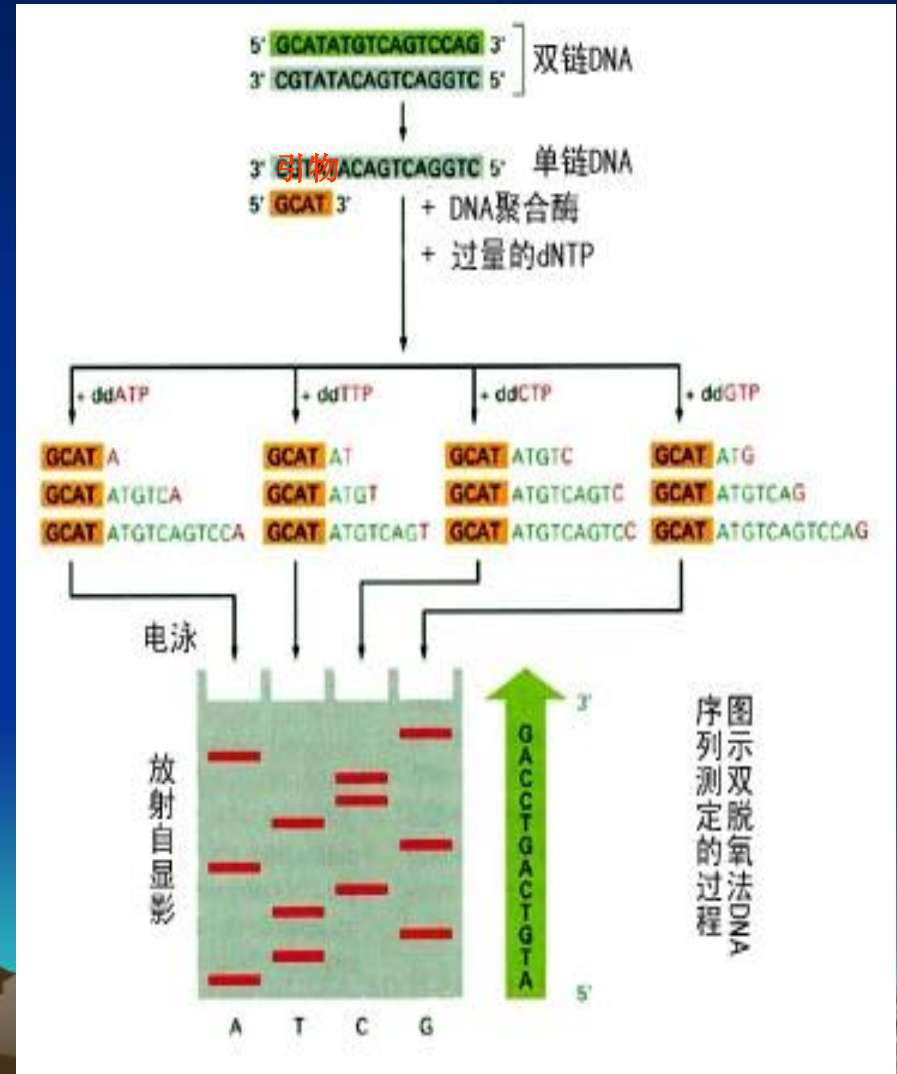 5' GCATATGTCAGTCCAG 3'
3' CGTATACAGTCAGGTC 5'
双链DNA
3' CGTATACAGTCAGGTC 5'
引物
单链DNA
5' GCAT 3'
+ DNA聚合酶
+ 过量的dNTP
+ ddATP
+ ddTTP
+ ddCTP
+ ddGTP
GCAT A
GCAT AT
GCAT ATGTC
GCAT ATG
GCAT ATGTCA
GCAT ATGT
GCAT ATGTCAGTC
GCAT ATGTCAG
GCAT ATGTCAGTCCA
GCAT ATGTCAGT
GCAT ATGTCAGTCC
GCAT ATGTCAGTCCAG
电泳
放射自显影
3'
GACCTGACTGTA
5'
图示双脱氧法DNA
序列测定的过程
A T C G